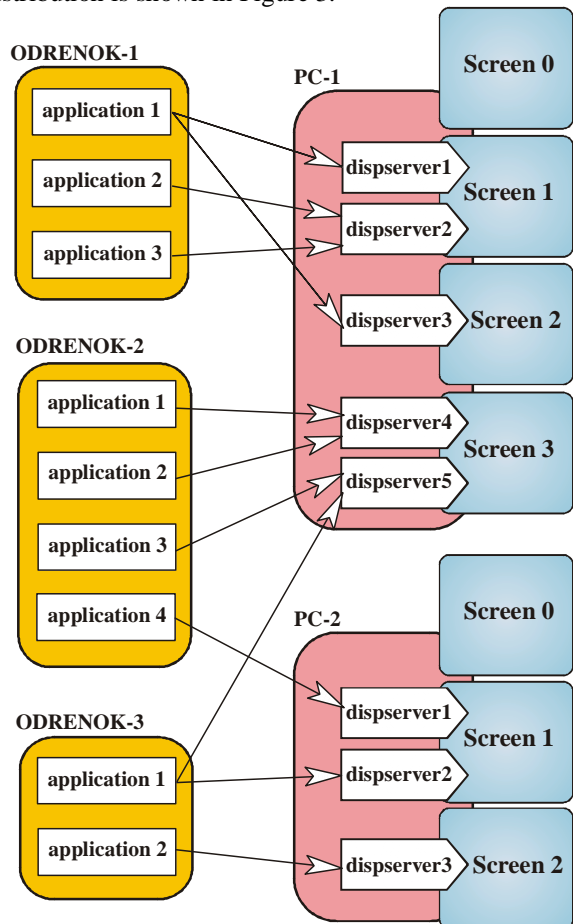 stribution is shown in Figure 3.
ODRENOK-1
application 1
application 2
application 3
ODRENOK-2
application 1
application 2
application 3
application 4
ODRENOK-3
application 1
application 2
PC-1
Screen 0
dispserver1
Screen 1
dispserver2
dispserver3
Screen 2
dispserver4
Screen 3
dispserver5
PC-2
Screen 0
dispserver1
Screen 1
dispserver2
dispserver3
Screen 2